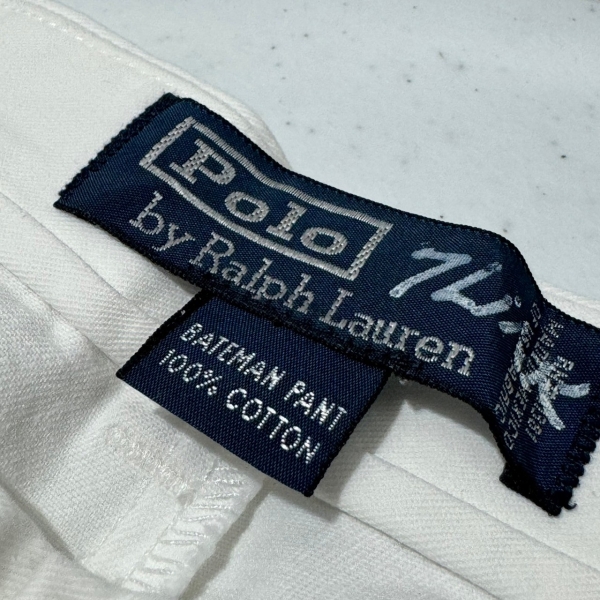 Polo
by Ralph Lauren
BATEMAN PANT
100% COTTON